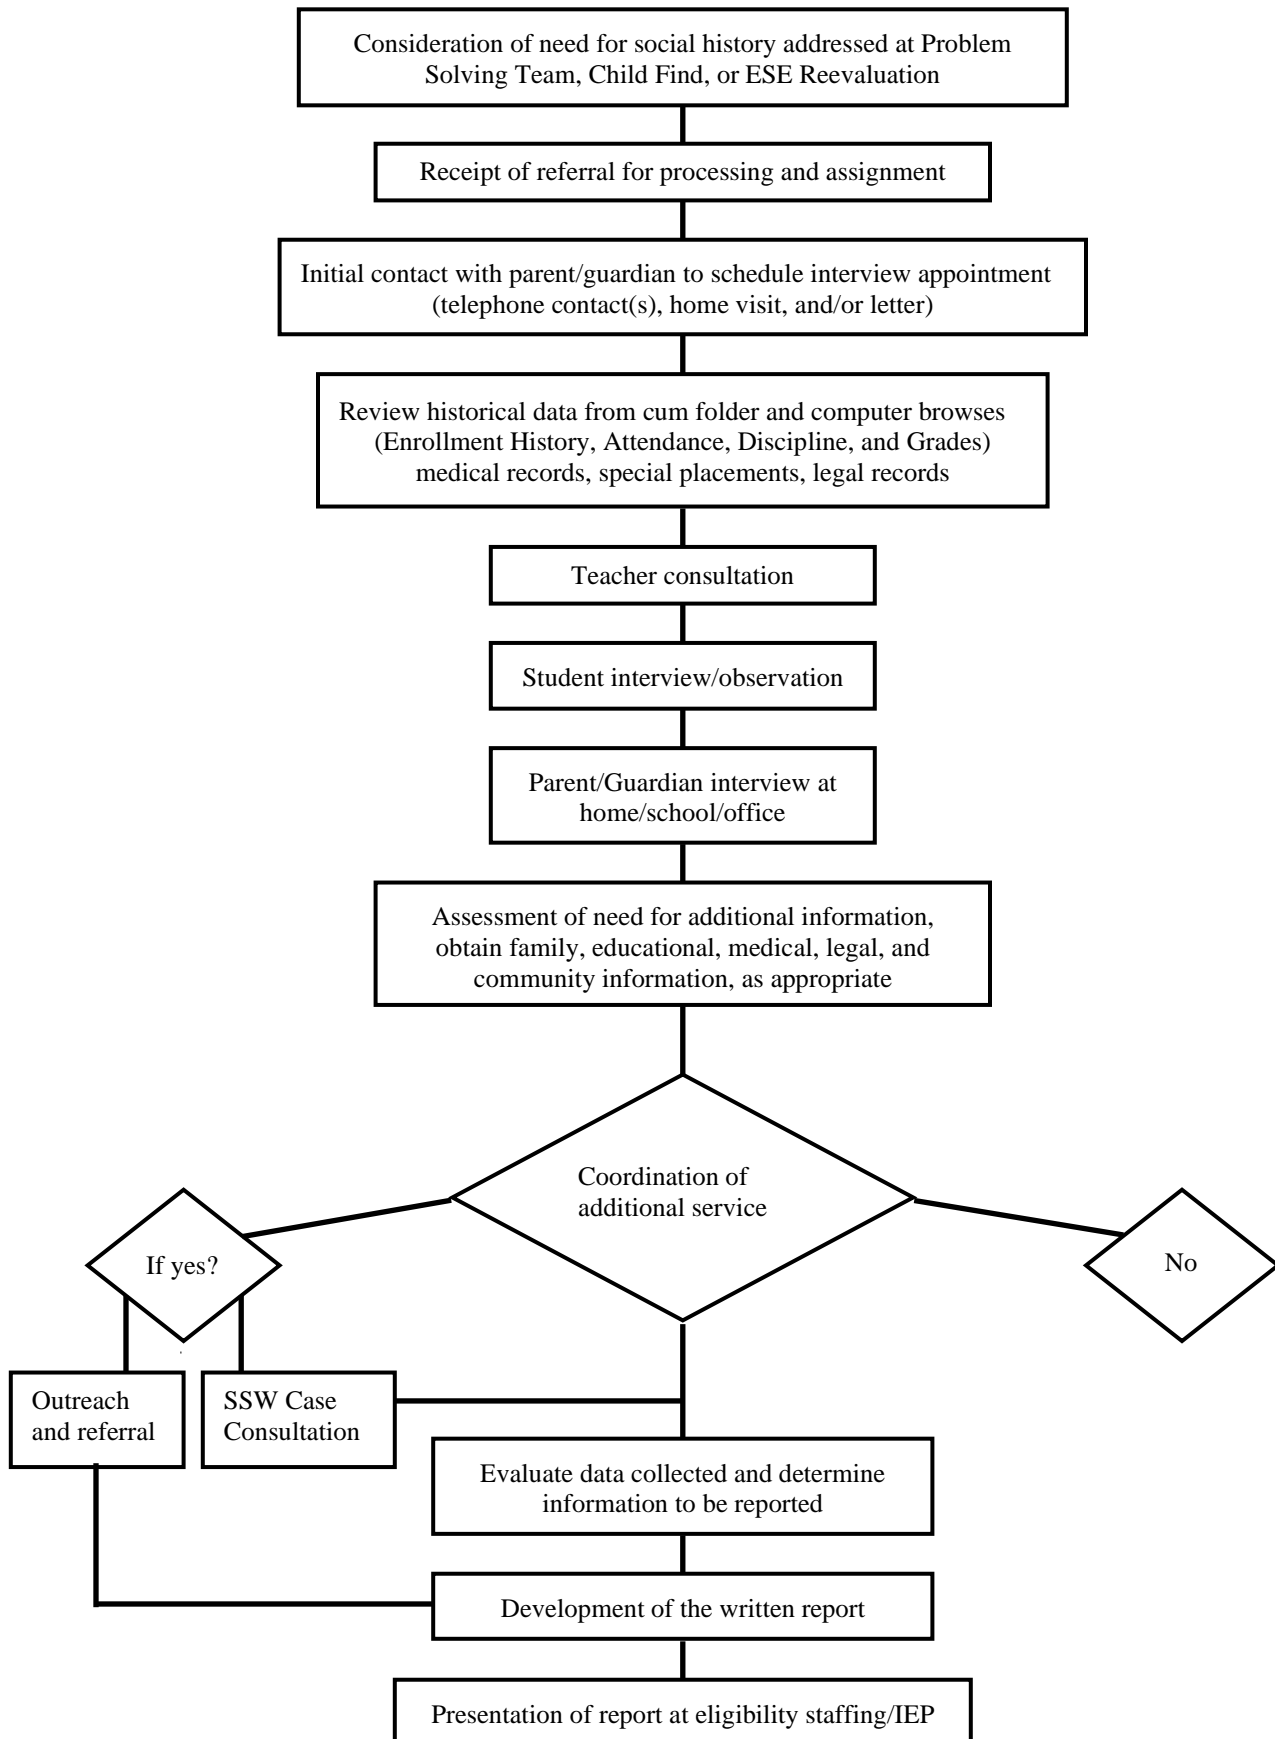 Consideration of need for social history addressed at Problem
Solving Team, Child Find, or ESE Reevaluation
Receipt of referral for processing and assignment
Initial contact with parent/guardian to schedule interview appointment
(telephone contact(s), home visit, and/or letter)
Review historical data from cum folder and computer browses
(Enrollment History, Attendance, Discipline, and Grades)
medical records, special placements, legal records
Teacher consultation
Student interview/observation
Parent/Guardian interview at
home/school/office
Assessment of need for additional information,
obtain family, educational, medical, legal, and
community information, as appropriate
Coordination of
additional service
If yes?
No
Outreach
and referral
SSW Case
Consultation
Evaluate data collected and determine
information to be reported
Development of the written report
Presentation of report at eligibility staffing/IEP